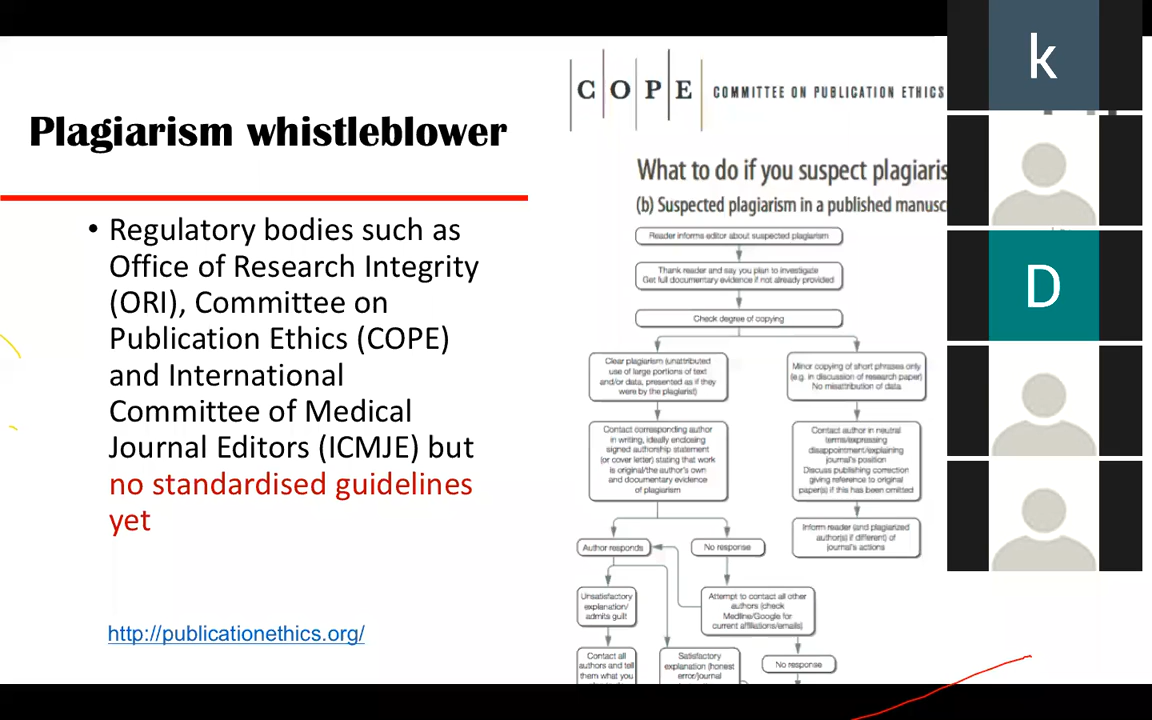 Plagiarism whistleblower
• Regulatory bodies such as
Office of Research Integrity
(ORI), Committee on
Publication Ethics (COPE)
and International
Committee of Medical
Journal Editors (ICMJE) but
no standardised guidelines
yet
http://publicationethics.org/
C O P E COMMITTEE ON PUBLICATION ETHICS
What to do if you suspect plagiaris
(b) Suspected plagiarism in a published manusc
Reader informs editor about suspected plagiarism
Thank reader and say you plan to investigate
Get full documentary evidence if not already provided
Check degree of copying
Clear plagiarism (unattributed
use of large portions of text
and/or data, presented as if they
were by the plagiarist)
Minor copying of short phrases only
(e.g. in discussion of research paper)
No misattribution of data
Contact corresponding author
in writing, ideally enclosing
signed authorship statement
(or cover letter) stating that work
is original/the author's own
and documentary evidence
of plagiarism
Contact author in neutral
terms/expressing
disappointment/explaining
journal's position
Discuss publishing correction
giving reference to original
paper(s) if this has been omitted
Inform reader (and plagiarized
author(s) if different) of
journal's actions
Author responds
No response
Unsatisfactory
explanation/
admits guilt
Attempt to contact all other
authors (check
Medline/Google for
current affiliations/emails)
Contact all
authors and tell
them what you
Satisfactory
explanation (honest
error/journal
No response
k
D